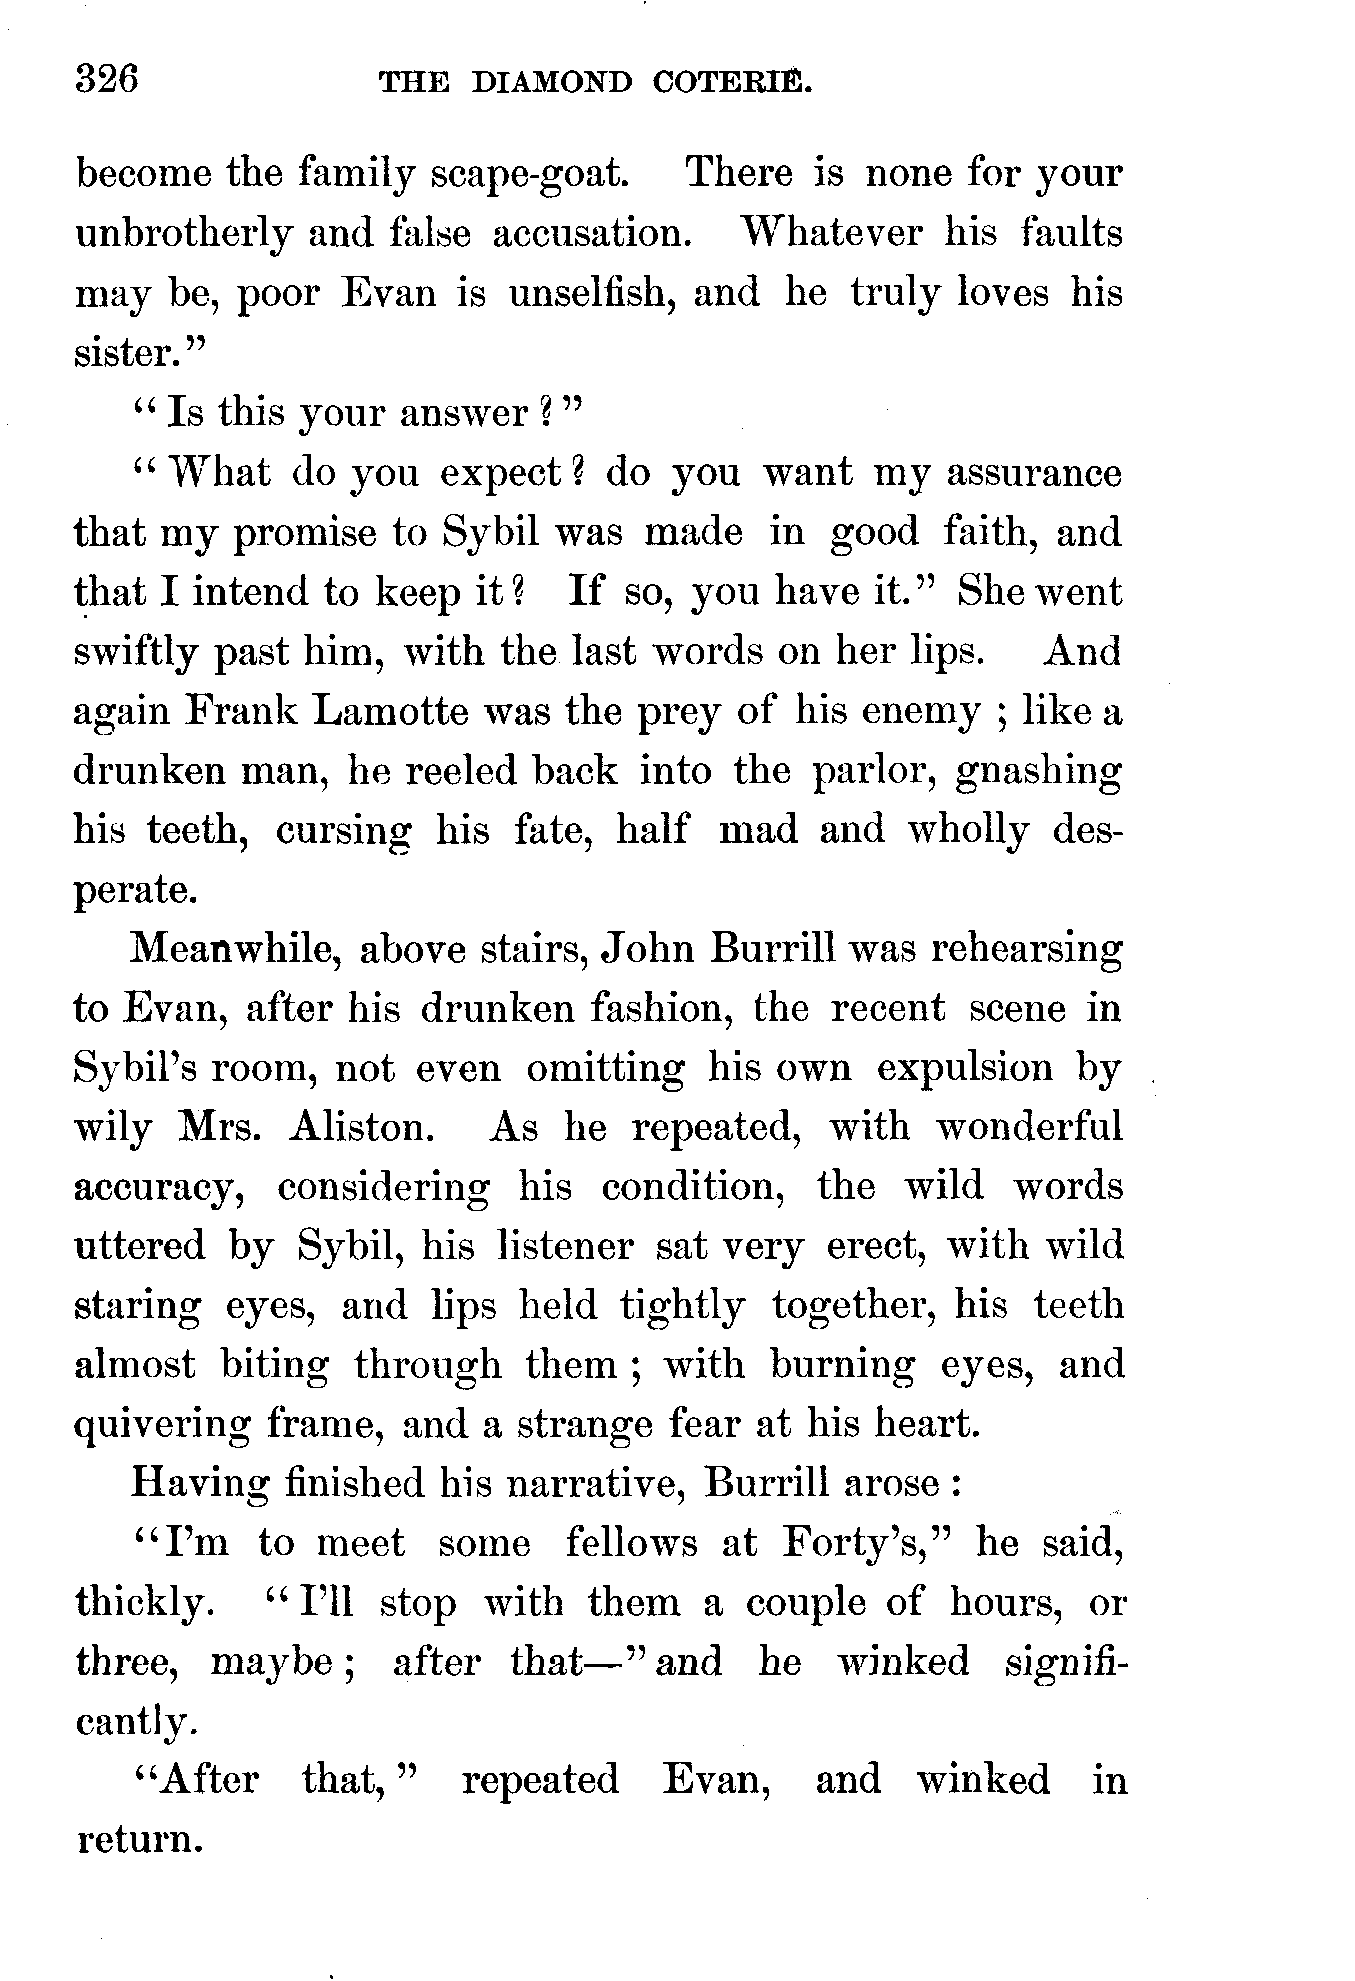 326 THE DIAMOND COTERIE.
become the family scape-goat. There is none for your
unbrotherly and false accusation. Whatever his faults
may be, poor Evan is unselfish, and he truly loves his
sister."
"Is this your answer?"
"What do you expect? do you want my assurance
that my promise to Sybil was made in good faith, and
that I intend to keep it? If so, you have it." She went
swiftly past him, with the last words on her lips. And
again Frank Lamotte was the prey of his enemy; like a
drunken man, he reeled back into the parlor, gnashing
his teeth, cursing his fate, half mad and wholly des-
perate.
Meanwhile, above stairs, John Burrill was rehearsing
to Evan, after his drunken fashion, the recent scene in
Sybil's room, not even omitting his own expulsion by
wily Mrs. Aliston. As he repeated, with wonderful
accuracy, considering his condition, the wild words
uttered by Sybil, his listener sat very erect, with wild
staring eyes, and lips held tightly together, his teeth
almost biting through them; with burning eyes, and
quivering frame, and a strange fear at his heart.
Having finished his narrative, Burrill arose:
"I'm to meet some fellows at Forty's," he said,
thickly. "I'll stop with them a couple of hours, or
three, maybe; after that—" and he winked signifi-
cantly.
"After that," repeated Evan, and winked in
return.